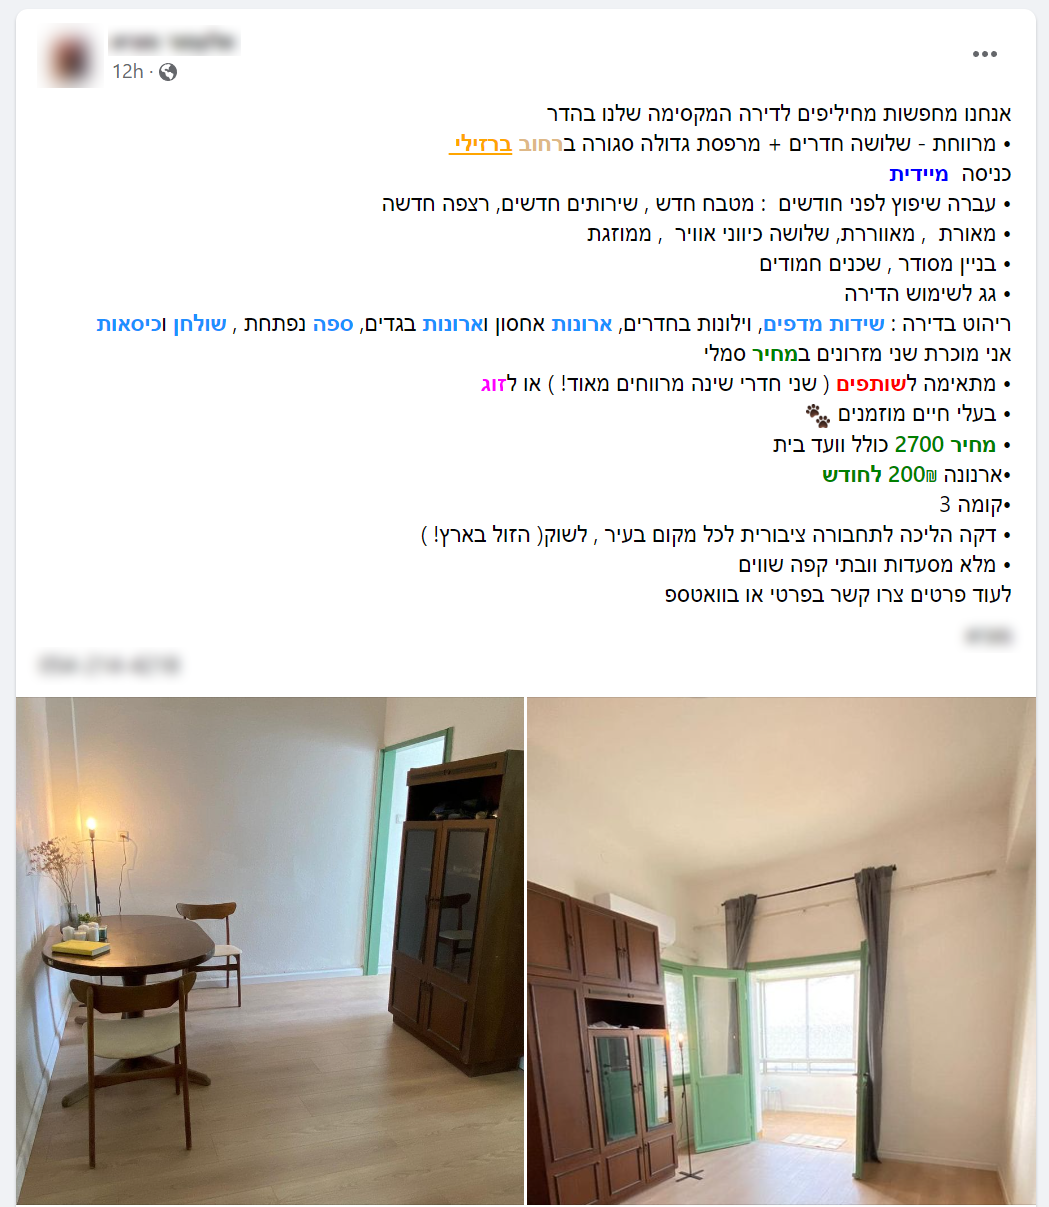 12h ·
אנחנו מחפשות מחיליפים לדירה המקסימה שלנו בהדר
• מרווחת - שלושה חדרים + מרפסת גדולה סגורה ברחוב ברזילי
כניסה מיידית
• עברה שיפוץ לפני חודשים : מטבח חדש , שירותים חדשים, רצפה חדשה
• מאורת , מאווררת, שלושה כיווני אוויר , ממוזגת
• בניין מסודר , שכנים חמודים
• גג לשימוש הדירה
ריהוט בדירה : שידות מדפים, וילונות בחדרים, ארונות אחסון וארונות בגדים, ספה נפתחת , שולחן וכיסאות
אני מוכרת שני מזרונים במחיר סמלי
• מתאימה לשותפים ( שני חדרי שינה מרווחים מאוד! ) או לזוג
• בעלי חיים מוזמנים 🐾
• מחיר 2700 כולל וועד בית
•ארנונה 200₪ לחודש
•קומה 3
• דקה הליכה לתחבורה ציבורית לכל מקום בעיר , לשוק( הזול בארץ! )
• מלא מסעדות וובתי קפה שווים
לעוד פרטים צרו קשר בפרטי או בוואטספ